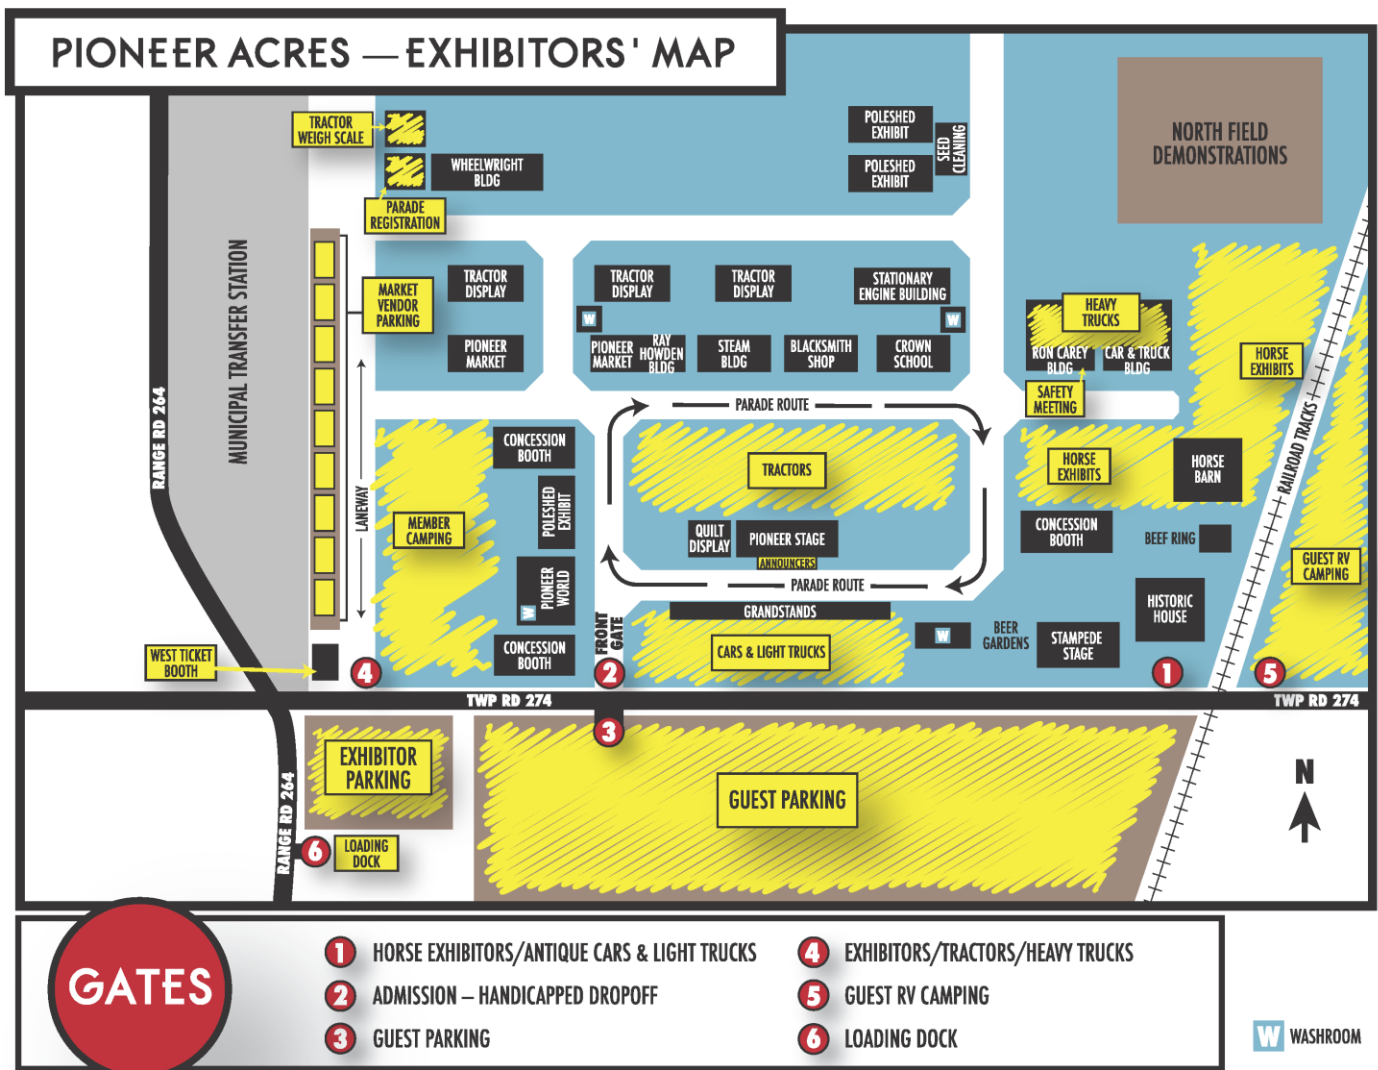 PIONEER ACRES — EXHIBITORS' MAP
TRACTOR
WEIGH SCALE
WHEELWRIGHT
BLDG
PARADE
REGISTRATION
POLESHED
EXHIBIT
POLESHED
EXHIBIT
SEED
CLEANING
NORTH FIELD
DEMONSTRATIONS
MUNICIPAL TRANSFER STATION
RANGE RD 264
MARKET
VENDOR
PARKING
LANEWAY
TRACTOR
DISPLAY
TRACTOR
DISPLAY
TRACTOR
DISPLAY
STATIONARY
ENGINE BUILDING
W
W
PIONEER
MARKET
PIONEER
MARKET
RAY
HOWDEN
BLDG
STEAM
BLDG
BLACKSMITH
SHOP
CROWN
SCHOOL
HEAVY
TRUCKS
RON CAREY
BLDG
CAR & TRUCK
BLDG
SAFETY
MEETING
HORSE
EXHIBITS
RAILROAD TRACKS
PARADE ROUTE
CONCESSION
BOOTH
POLESHED
EXHIBIT
MEMBER
CAMPING
W
PIONEER
WORLD
CONCESSION
BOOTH
TRACTORS
QUILT
DISPLAY
PIONEER STAGE
ANNOUNCERS
PARADE ROUTE
GRANDSTANDS
CARS & LIGHT TRUCKS
FRONT
GATE
HORSE
EXHIBITS
HORSE
BARN
CONCESSION
BOOTH
BEEF RING
GUEST RV
CAMPING
HISTORIC
HOUSE
W
BEER
GARDENS
STAMPEDE
STAGE
WEST TICKET
BOOTH
4
2
1
5
TWP RD 274
TWP RD 274
3
EXHIBITOR
PARKING
GUEST PARKING
RANGE RD 264
6
LOADING
DOCK
N
GATES
1 HORSE EXHIBITORS/ANTIQUE CARS & LIGHT TRUCKS
2 ADMISSION – HANDICAPPED DROPOFF
3 GUEST PARKING
4 EXHIBITORS/TRACTORS/HEAVY TRUCKS
5 GUEST RV CAMPING
6 LOADING DOCK
W WASHROOM